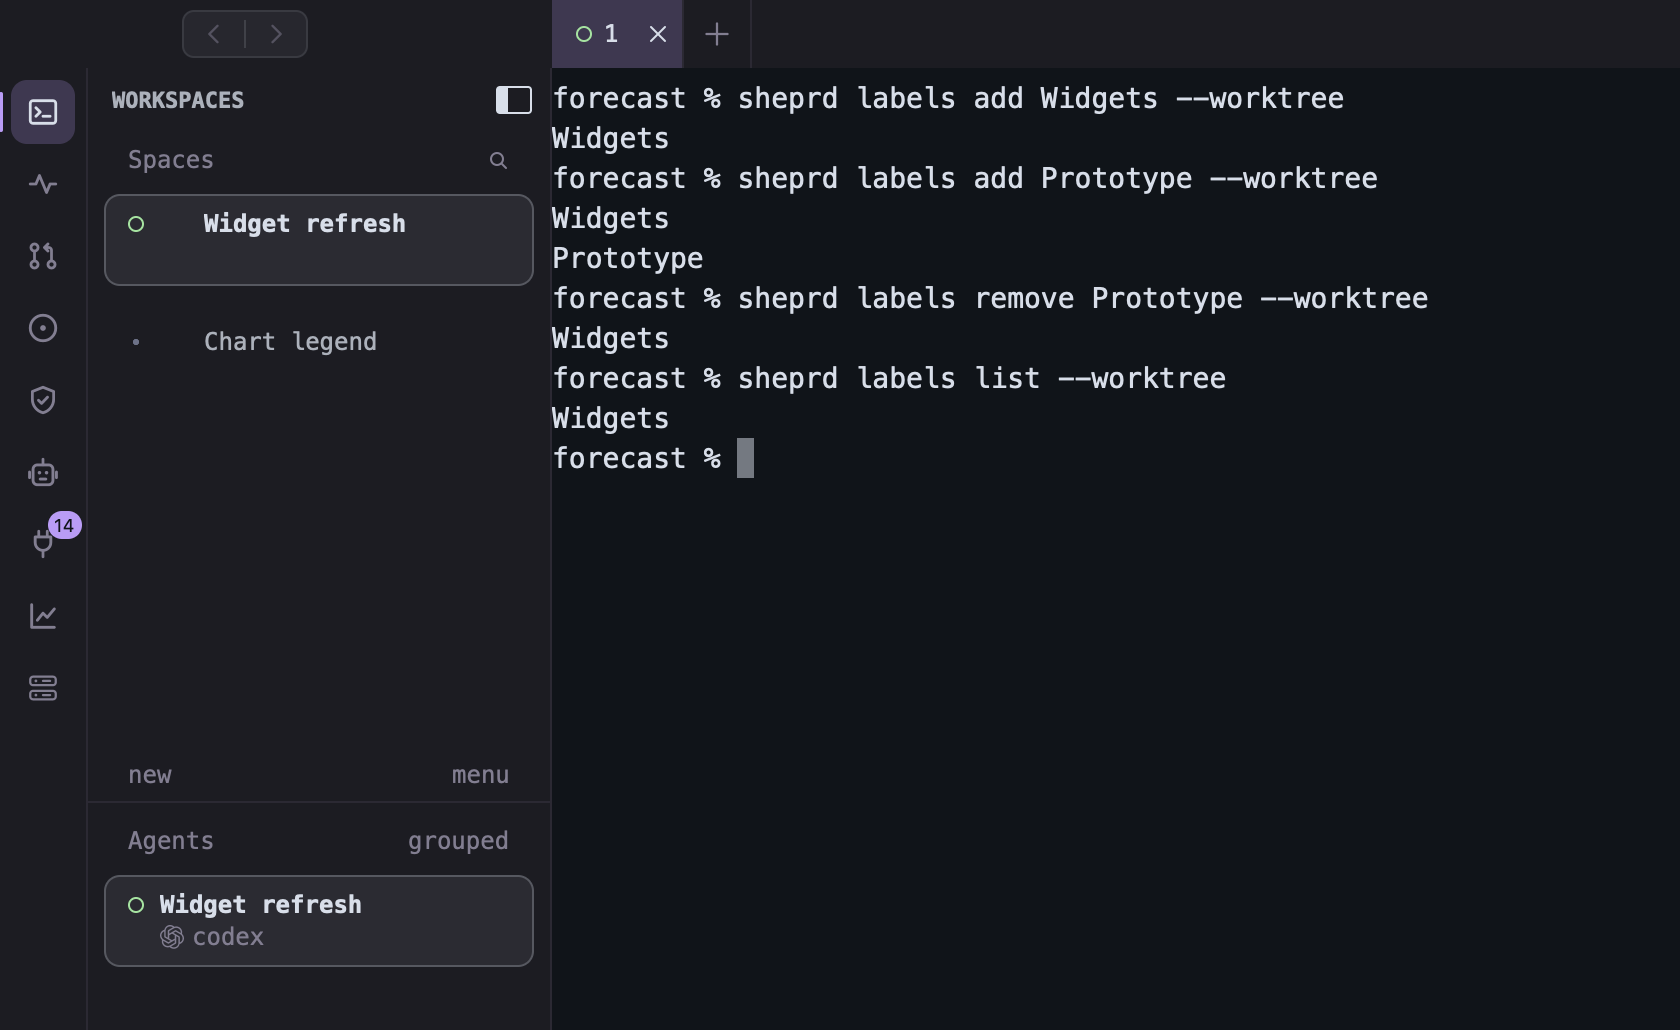 1
WORKSPACES
Spaces
Widget refresh
Chart legend
14
new
menu
Agents
grouped
Widget refresh
codex
forecast % sheprd labels add Widgets --worktree
Widgets
forecast % sheprd labels add Prototype --worktree
Widgets
Prototype
forecast % sheprd labels remove Prototype --worktree
Widgets
forecast % sheprd labels list --worktree
Widgets
forecast %